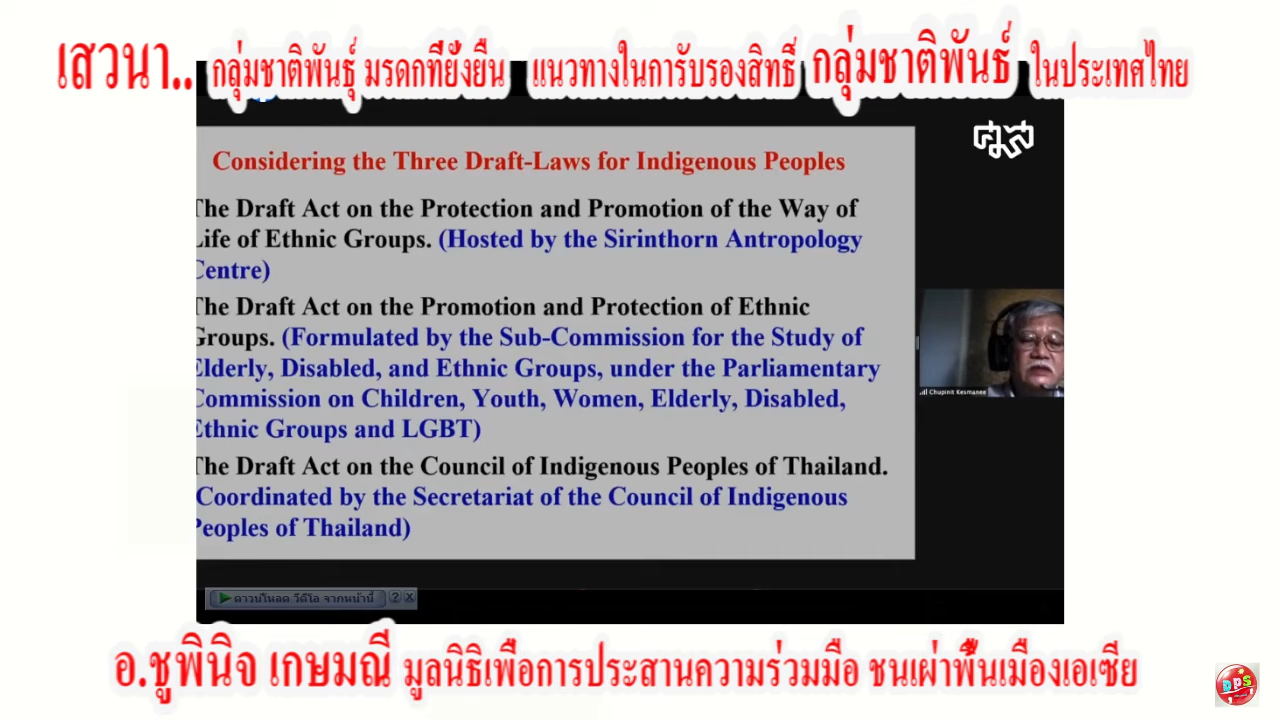 เสวนา.. กลุ่มชาติพันธุ์ มรดกที่ยั่งยืน แนวทางในการับรองสิทธิ์ กลุ่มชาติพันธ์ ในประเทศไทย
ศมส
Considering the Three Draft-Laws for Indigenous Peoples
The Draft Act on the Protection and Promotion of the Way of
Life of Ethnic Groups. (Hosted by the Sirinthorn Antropology
Centre)
The Draft Act on the Promotion and Protection of Ethnic
Groups. (Formulated by the Sub-Commission for the Study of
Elderly, Disabled, and Ethnic Groups, under the Parliamentary
Commission on Children, Youth, Women, Elderly, Disabled,
Ethnic Groups and LGBT)
The Draft Act on the Council of Indigenous Peoples of Thailand.
Coordinated by the Secretariat of the Council of Indigenous
Peoples of Thailand)
Chupinit Kesmanee
ดาวน์โหลด วีดีโอ จากหน้านี้ ? X
อ.ชูพินิจ เกษมณี มูลนิธิเพื่อการประสานความร่วมมือ ชนเผ่าพื้นเมืองเอเซีย
DPS